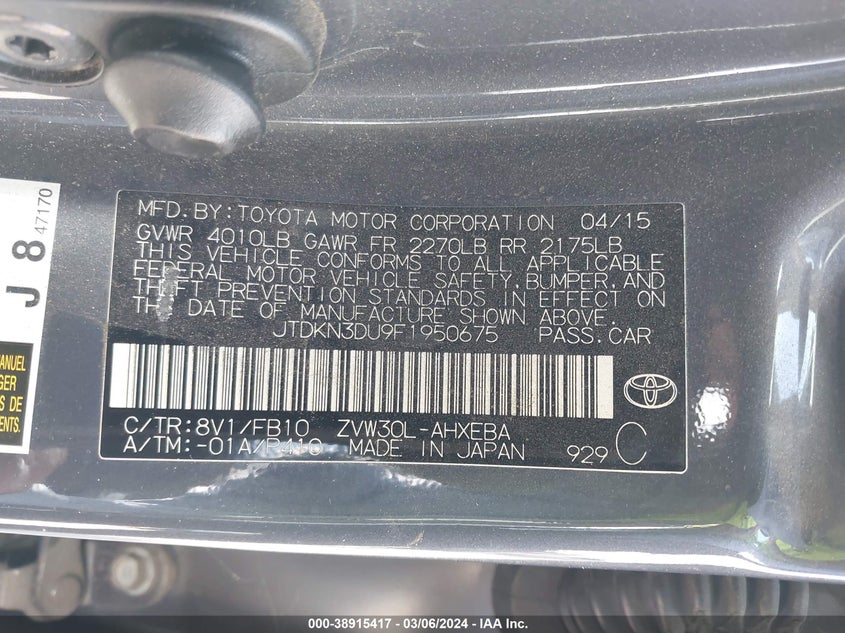 MFD.BY:TOYOTA MOTOR CORPORATION 04/15
GVWR 4010LB GAWR FR 2270LB RR 2175LB
THIS VEHICLE CONFORMS TO ALL APPLICABLE
FEDERAL MOTOR VEHICLE SAFETY,BUMPER,AND
THEFT PREVENTION STANDARDS IN EFFECT ON
THE DATE OF MANUFACTURE SHOWN ABOVE.
JTDKN3DU9F1950675 PASS.CAR
C/TR:8V1/FB10 ZVW30L-AHXEBA
A/TM:-01A/P410 MADE IN JAPAN 929 C
J 8 47170
MANUEL
GER
S DE
ENTS.
000-38915417 - 03/06/2024 - IAA Inc.